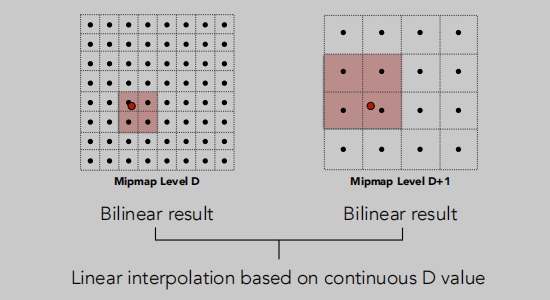 Mipmap Level D
Mipmap Level D+1
Bilinear result
Bilinear result
Linear interpolation based on continuous D value